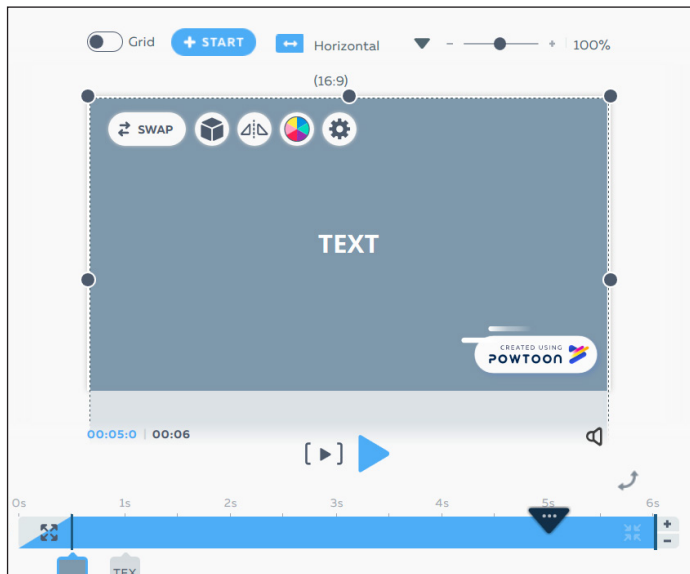 Grid
+ START
Horizontal
- + 100%
(16:9)
SWAP
TEXT
CREATED USING
POWTOON
00:05:0 | 00:06
0s 1s 2s 3s 4s 5s 6s
+
-
TEX